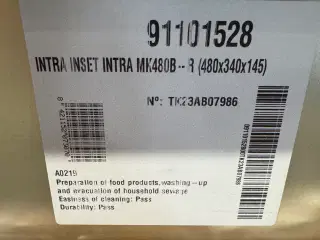 91101528
INTRA INSET INTRA MK480B -- R (480x340x145)
Nº: TK23AB07986
A0219
Preparation of food products,washing-up
and evacuation of household sewage
Easiness of cleaning: Pass
Durability: Pass